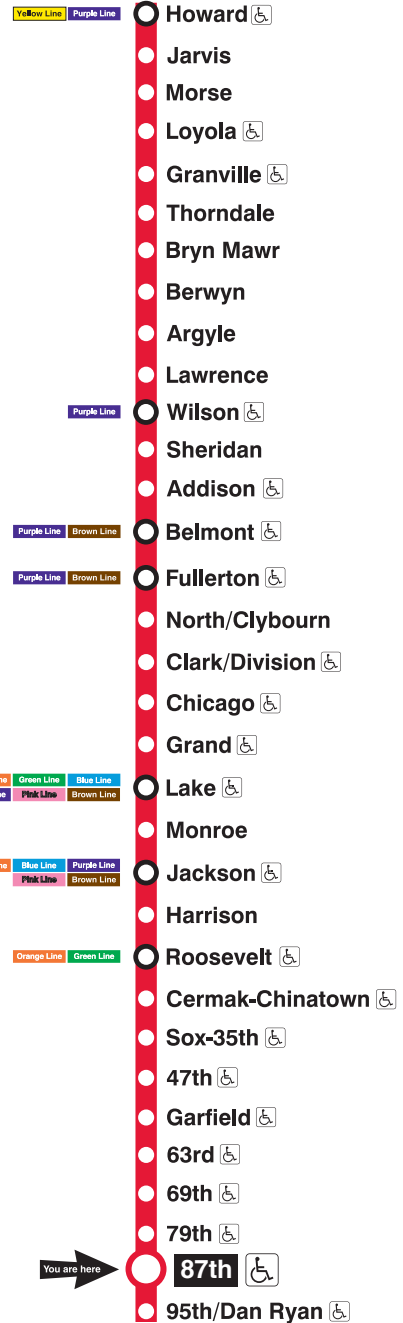 Yellow Line Purple Line Howard
Jarvis
Morse
Loyola
Granville
Thorndale
Bryn Mawr
Berwyn
Argyle
Lawrence
Purple Line Wilson
Sheridan
Addison
Purple Line Brown Line Belmont
Purple Line Brown Line Fullerton
North/Clybourn
Clark/Division
Chicago
Grand
Green Line Blue Line
Lake
Pink Line Brown Line
Monroe
Blue Line Purple Line
Jackson
Pink Line Brown Line
Harrison
Orange Line Green Line Roosevelt
Cermak-Chinatown
Sox-35th
47th
Garfield
63rd
69th
79th
You are here 87th
95th/Dan Ryan